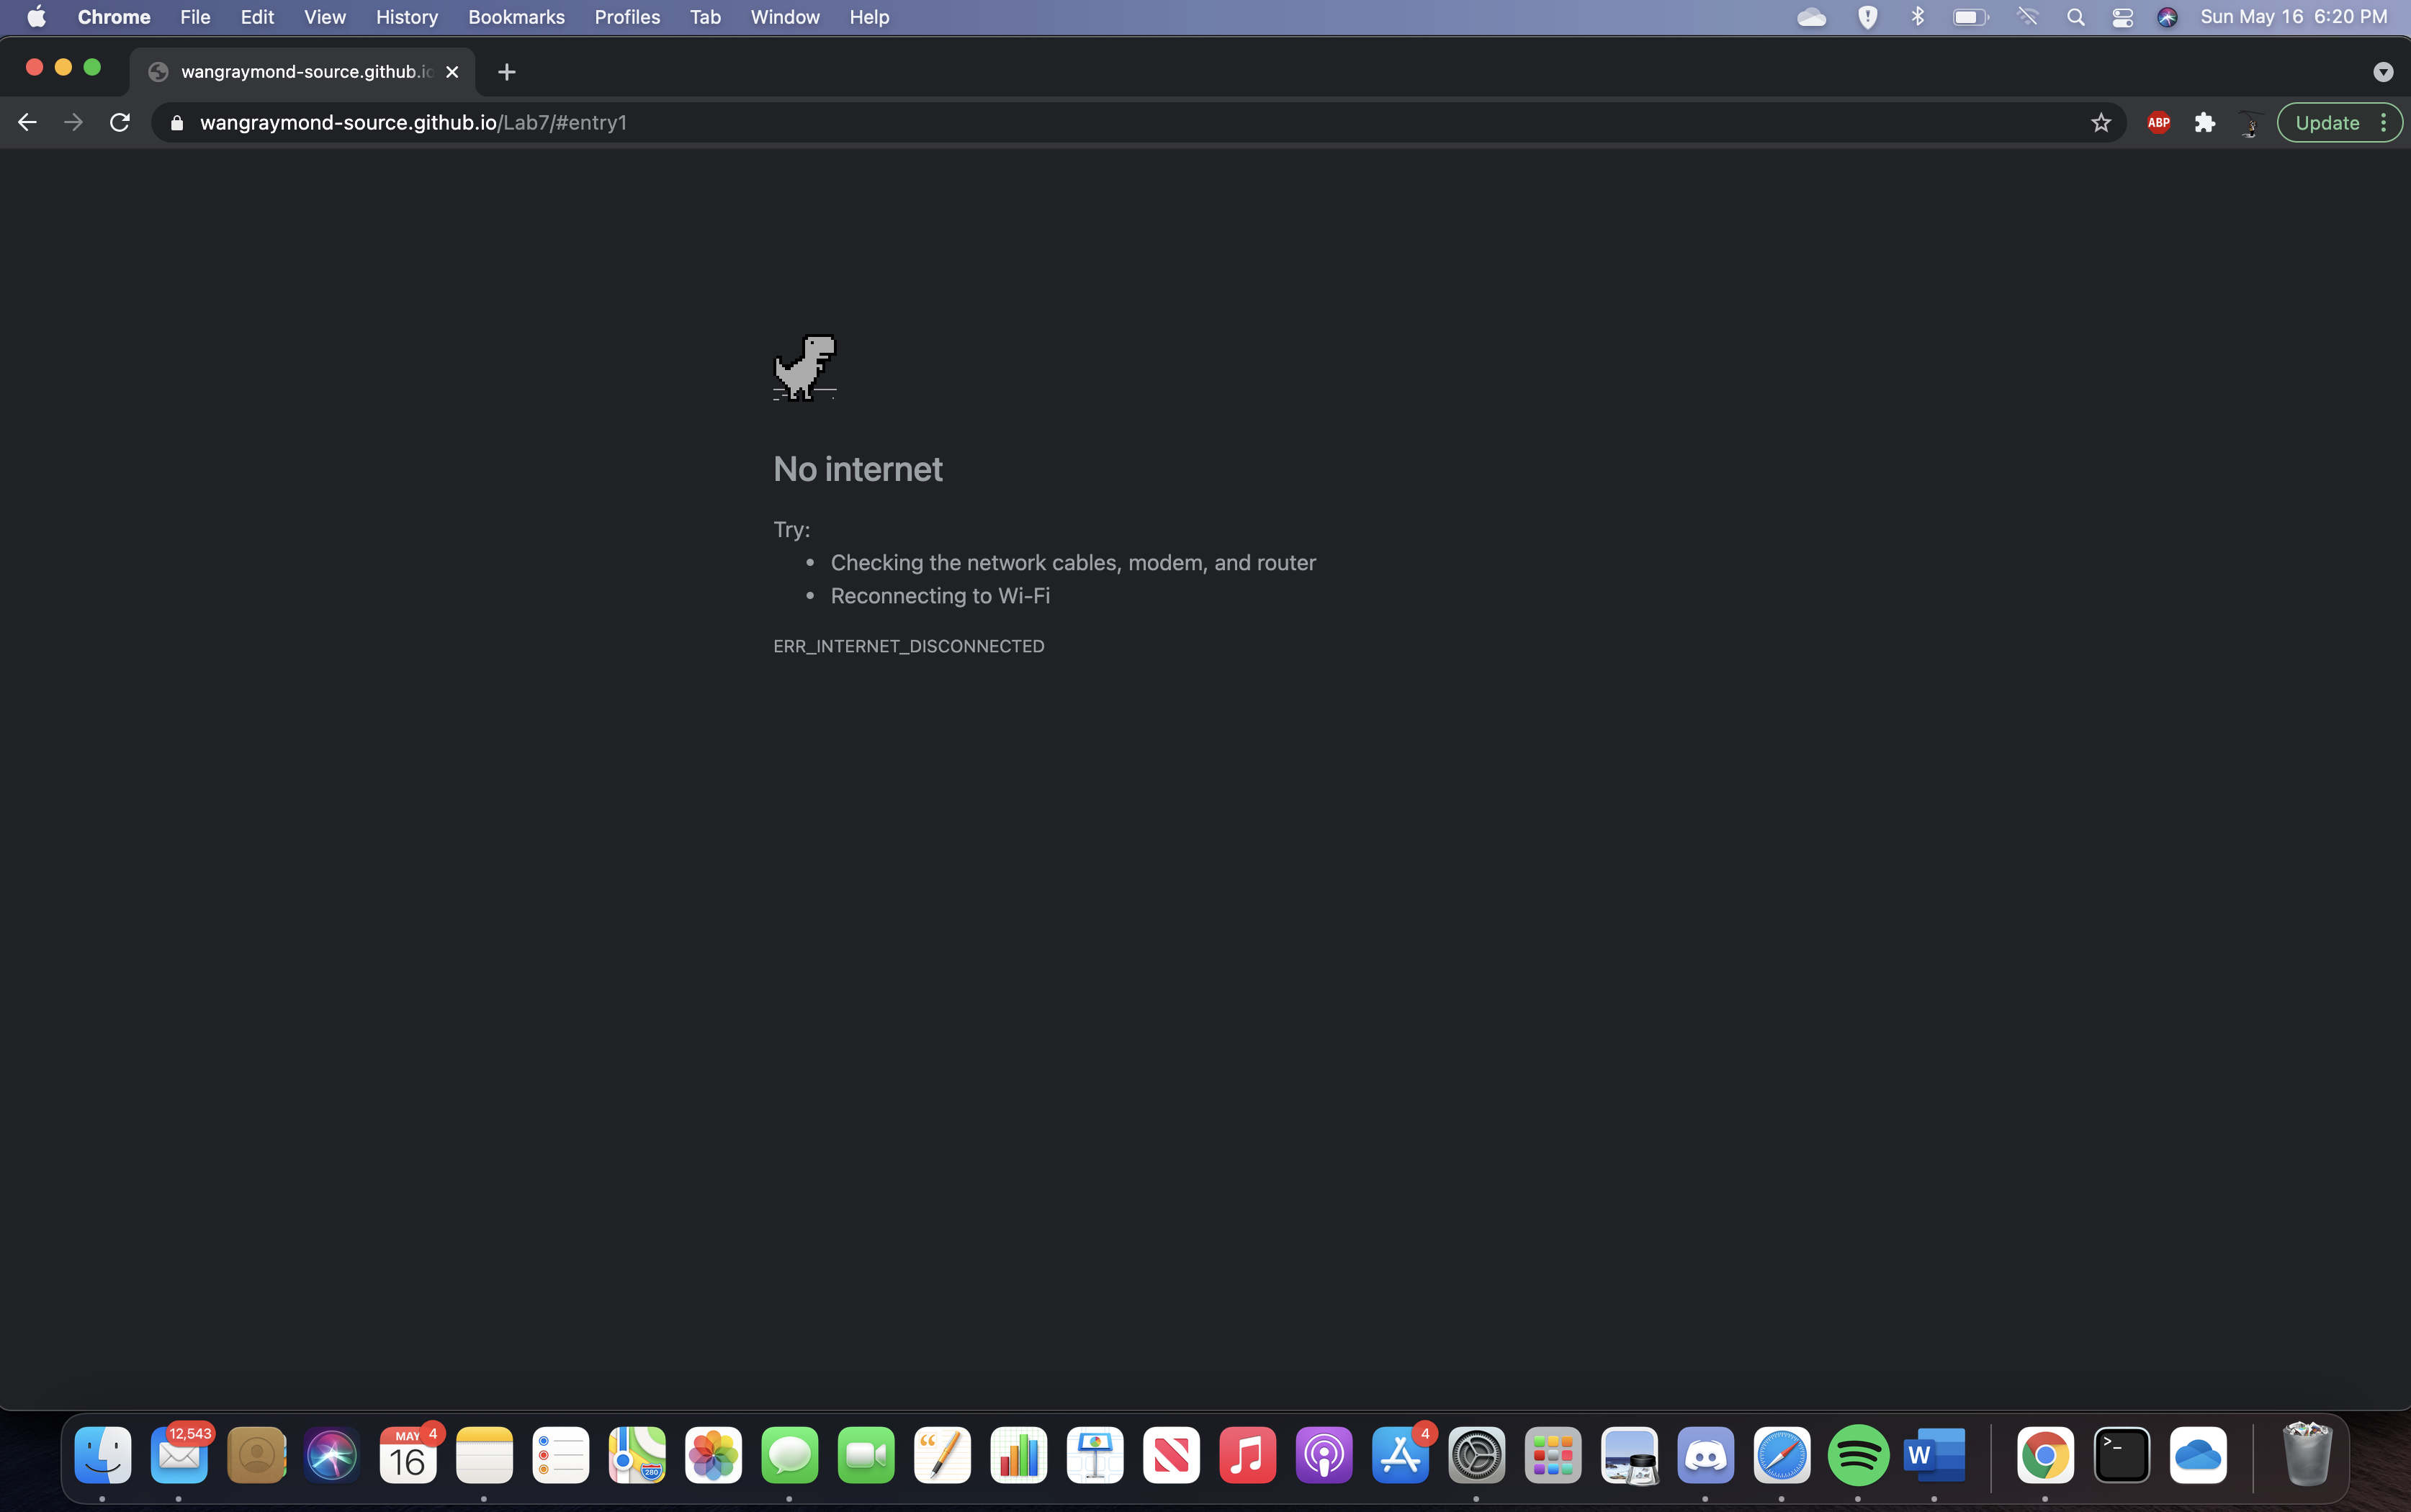 Chrome File Edit View History Bookmarks Profiles Tab Window Help Sun May 16 6:20 PM
wangraymond-source.github.io
wangraymond-source.github.io/Lab7/#entry1 ABP Update
No internet
Try:
• Checking the network cables, modem, and router
• Reconnecting to Wi-Fi
ERR_INTERNET_DISCONNECTED
12,543 MAY 4 4
16 280 W >_